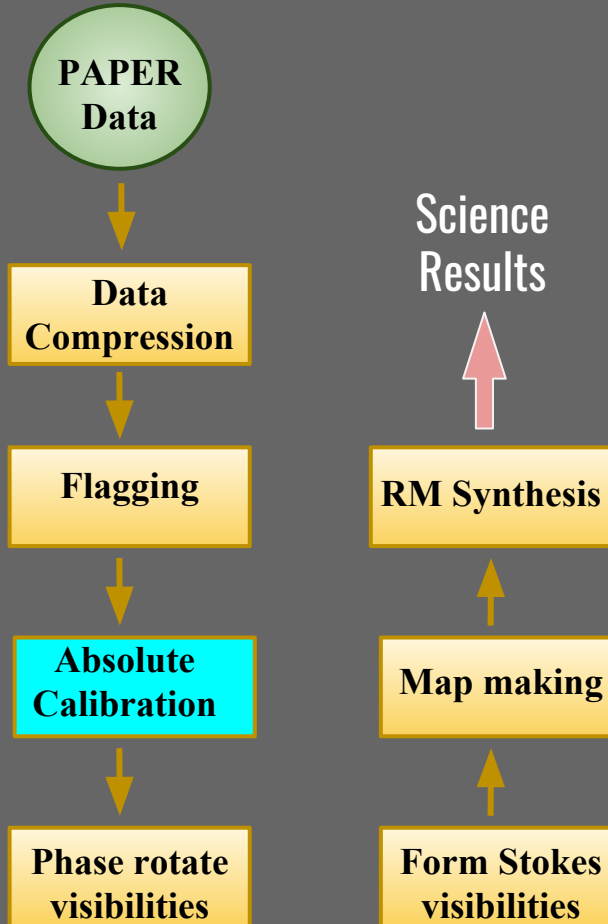 PAPER
Data
Data
Compression
Flagging
Absolute
Calibration
Phase rotate
visibilities
Science
Results
RM Synthesis
Map making
Form Stokes
visibilities